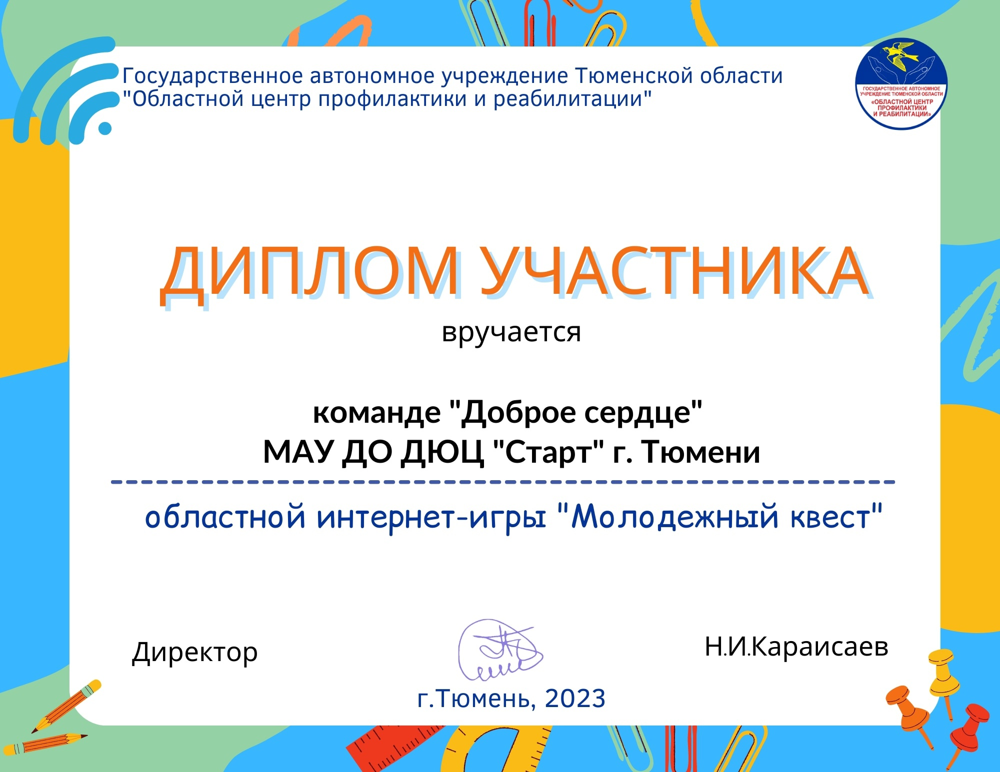 Государственное автономное учреждение Тюменской области
"Областной центр профилактики и реабилитации"
ГОСУДАРСТВЕННОЕ АВТОНОМНОЕ
УЧРЕЖДЕНИЕ ТЮМЕНСКОЙ ОБЛАСТИ
«ОБЛАСТНОЙ ЦЕНТР
ПРОФИЛАКТИКИ
И РЕАБИЛИТАЦИИ»
ДИПЛОМ УЧАСТНИКА
вручается
команде "Доброе сердце"
МАУ ДО ДЮЦ "Старт" г. Тюмени
областной интернет-игры "Молодежный квест"
Директор
Н.И.Караисаев
г.Тюмень, 2023